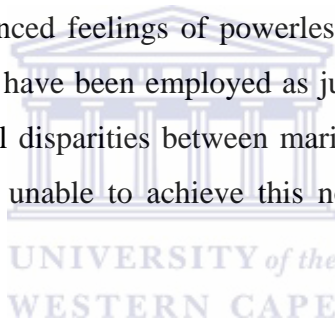 nced feelings of powerles
have been employed as ju
l disparities between mari
unable to achieve this no
UNIVERSITY of the
WESTERN CAPE